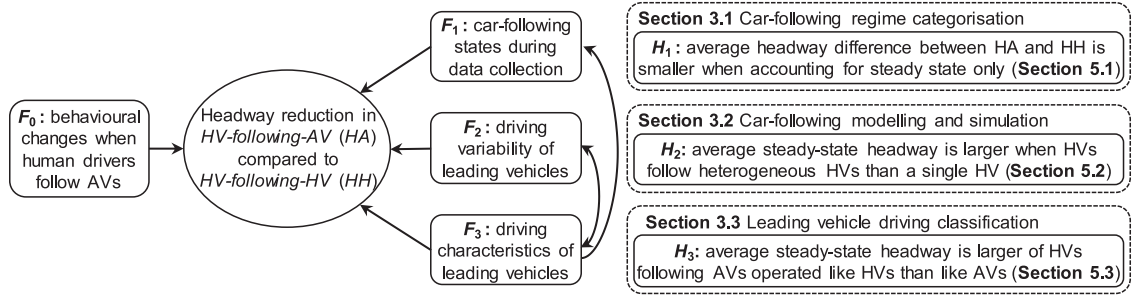 F0 : behavioural
changes when
human drivers
follow AVs
Headway reduction in
HV-following-AV (HA)
compared to
HV-following-HV (HH)
F1 : car-following
states during
data collection
F2 : driving
variability of
leading vehicles
F3 : driving
characteristics of
leading vehicles
Section 3.1 Car-following regime categorisation
H1 : average headway difference between HA and HH is
smaller when accounting for steady state only (Section 5.1)
Section 3.2 Car-following modelling and simulation
H2: average steady-state headway is larger when HVs
follow heterogeneous HVs than a single HV (Section 5.2)
Section 3.3 Leading vehicle driving classification
H3: average steady-state headway is larger of HVs
following AVs operated like HVs than like AVs (Section 5.3)